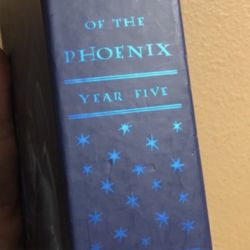 OF THE
PHOENIX
YEAR FIVE